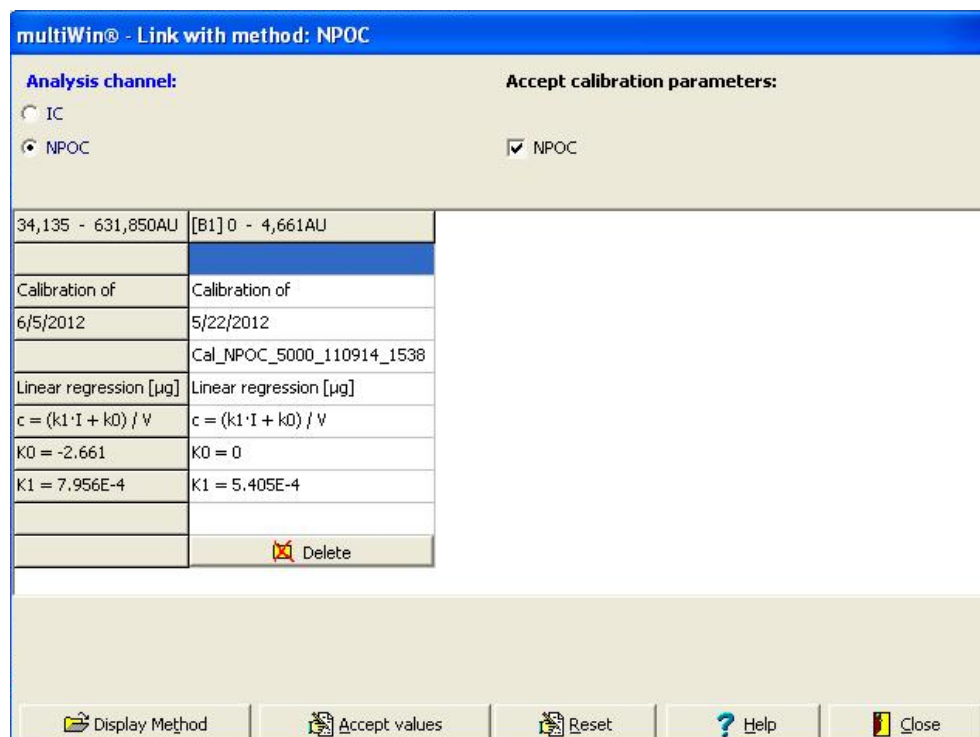 multiWin® - Link with method: NPOC
Analysis channel:
Accept calibration parameters:
IC
NPOC
NPOC
34,135 - 631,850AU [B1] 0 - 4,661AU
Calibration of Calibration of
6/5/2012 5/22/2012
Cal_NPOC_5000_110914_1538
Linear regression [µg] Linear regression [µg]
c = (k1·I + k0) / V c = (k1·I + k0) / V
K0 = -2.661 K0 = 0
K1 = 7.956E-4 K1 = 5.405E-4
Delete
Display Method Accept values Reset Help Close